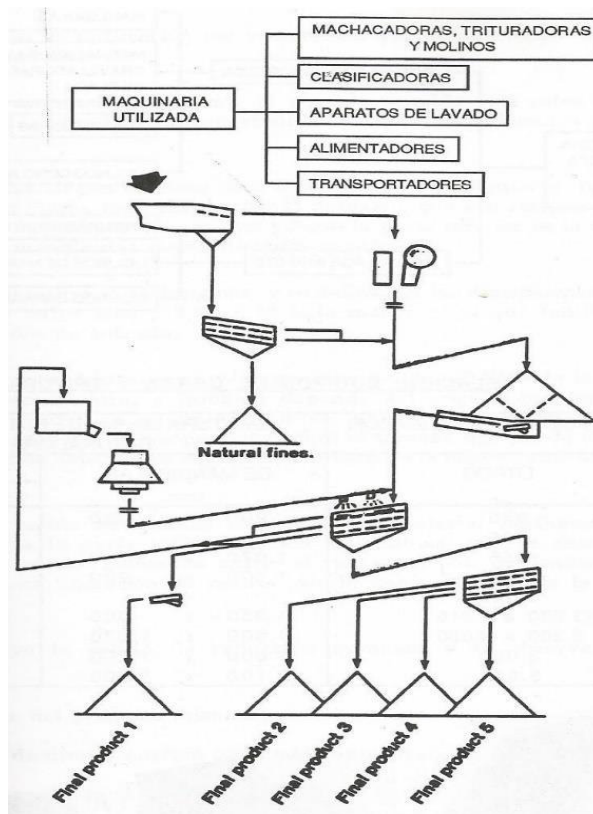 MACHACADORAS, TRITURADORAS
Y MOLINOS
CLASIFICADORAS
MAQUINARIA
UTILIZADA
APARATOS DE LAVADO
ALIMENTADORES
TRANSPORTADORES
Natural fines.
Final product 1
Final product 2
Final product 3
Final product 4
Final product 5